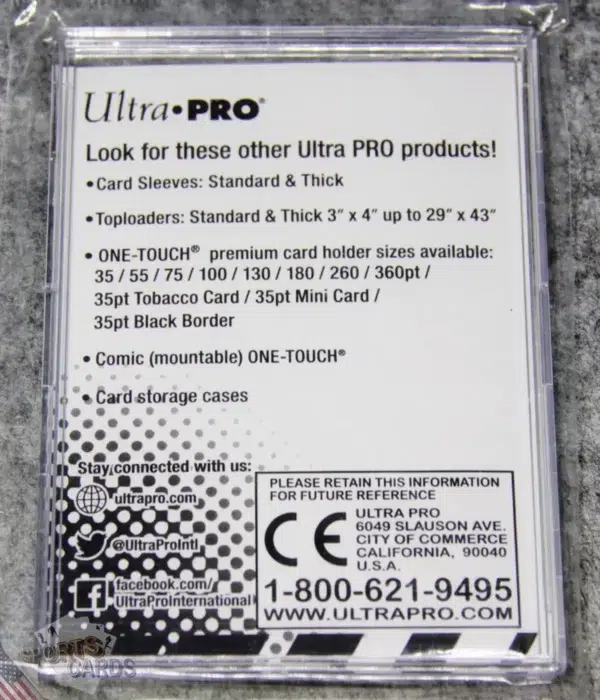 Ultra•PRO®
Look for these other Ultra PRO products!
•Card Sleeves: Standard & Thick
•Toploaders: Standard & Thick 3" x 4" up to 29" x 43"
• ONE-TOUCH® premium card holder sizes available:
35 / 55 / 75 / 100 / 130 / 180 / 260 / 360pt /
35pt Tobacco Card / 35pt Mini Card /
35pt Black Border
• Comic (mountable) ONE-TOUCH®
• Card storage cases
Stay connected with us:
ultrapro.com
@UltraProIntl
facebook.com/
UltraProInternational
PLEASE RETAIN THIS INFORMATION
FOR FUTURE REFERENCE
CE
ULTRA PRO
6049 SLAUSON AVE.
CITY OF COMMERCE
CALIFORNIA, 90040
U.S.A.
1-800-621-9495
WWW.ULTRAPRO.COM
LA
SPORTS
CARDS